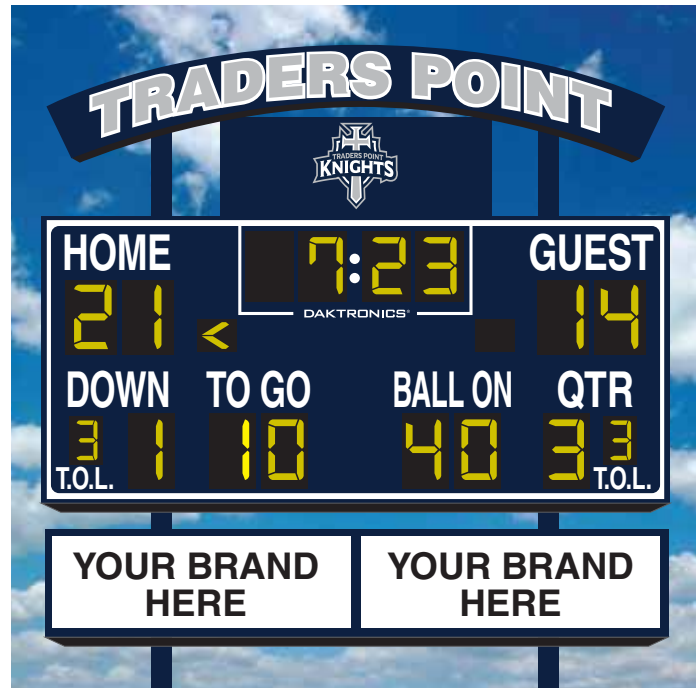 TRADERS POINT
TRADERS POINT
KNIGHTS
HOME 7:23 GUEST
DAKTRONICS®
21 < 14
DOWN TO GO BALL ON QTR
3 1 10 40 3 3
T.O.L. T.O.L.
YOUR BRAND HERE
YOUR BRAND HERE